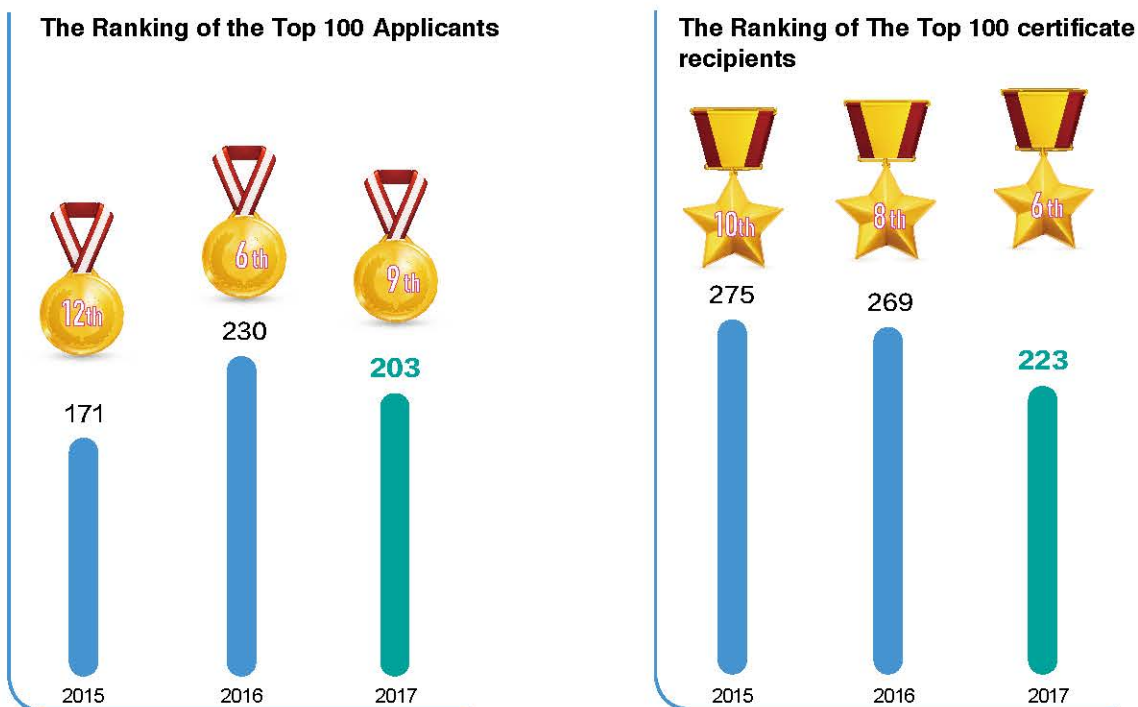 The Ranking of the Top 100 Applicants
12th
6th
9th
171
230
203
2015
2016
2017
The Ranking of The Top 100 certificate
recipients
10th
8th
6th
275
269
223
2015
2016
2017